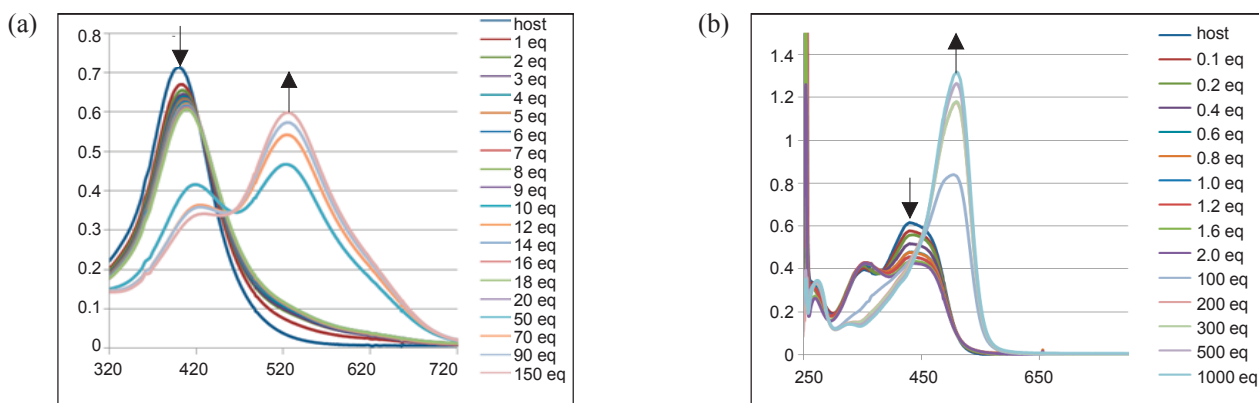 (a)
0.8
0.7
0.6
0.5
0.4
0.3
0.2
0.1
0
320 420 520 620 720
host
1 eq
2 eq
3 eq
4 eq
5 eq
6 eq
7 eq
8 eq
9 eq
10 eq
12 eq
14 eq
16 eq
18 eq
20 eq
50 eq
70 eq
90 eq
150 eq
(b)
1.4
1.2
1
0.8
0.6
0.4
0.2
0
250 450 650
host
0.1 eq
0.2 eq
0.4 eq
0.6 eq
0.8 eq
1.0 eq
1.2 eq
1.6 eq
2.0 eq
100 eq
200 eq
300 eq
500 eq
1000 eq